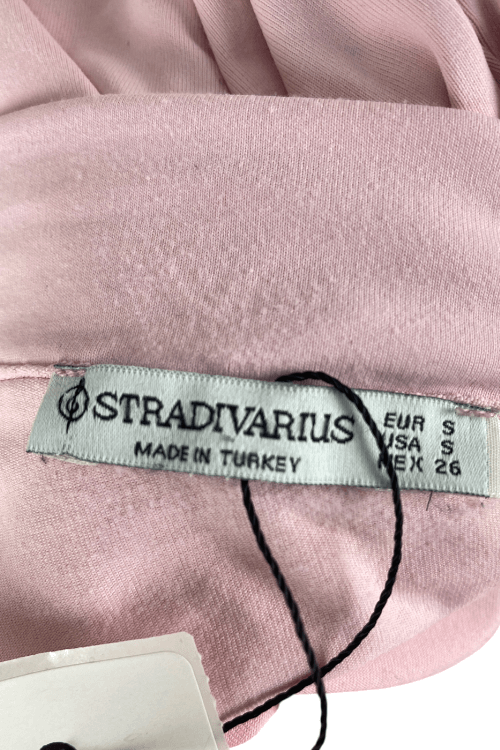 STRADIVARIUS
MADE IN TURKEY
EUR S
USA S
MEX 26